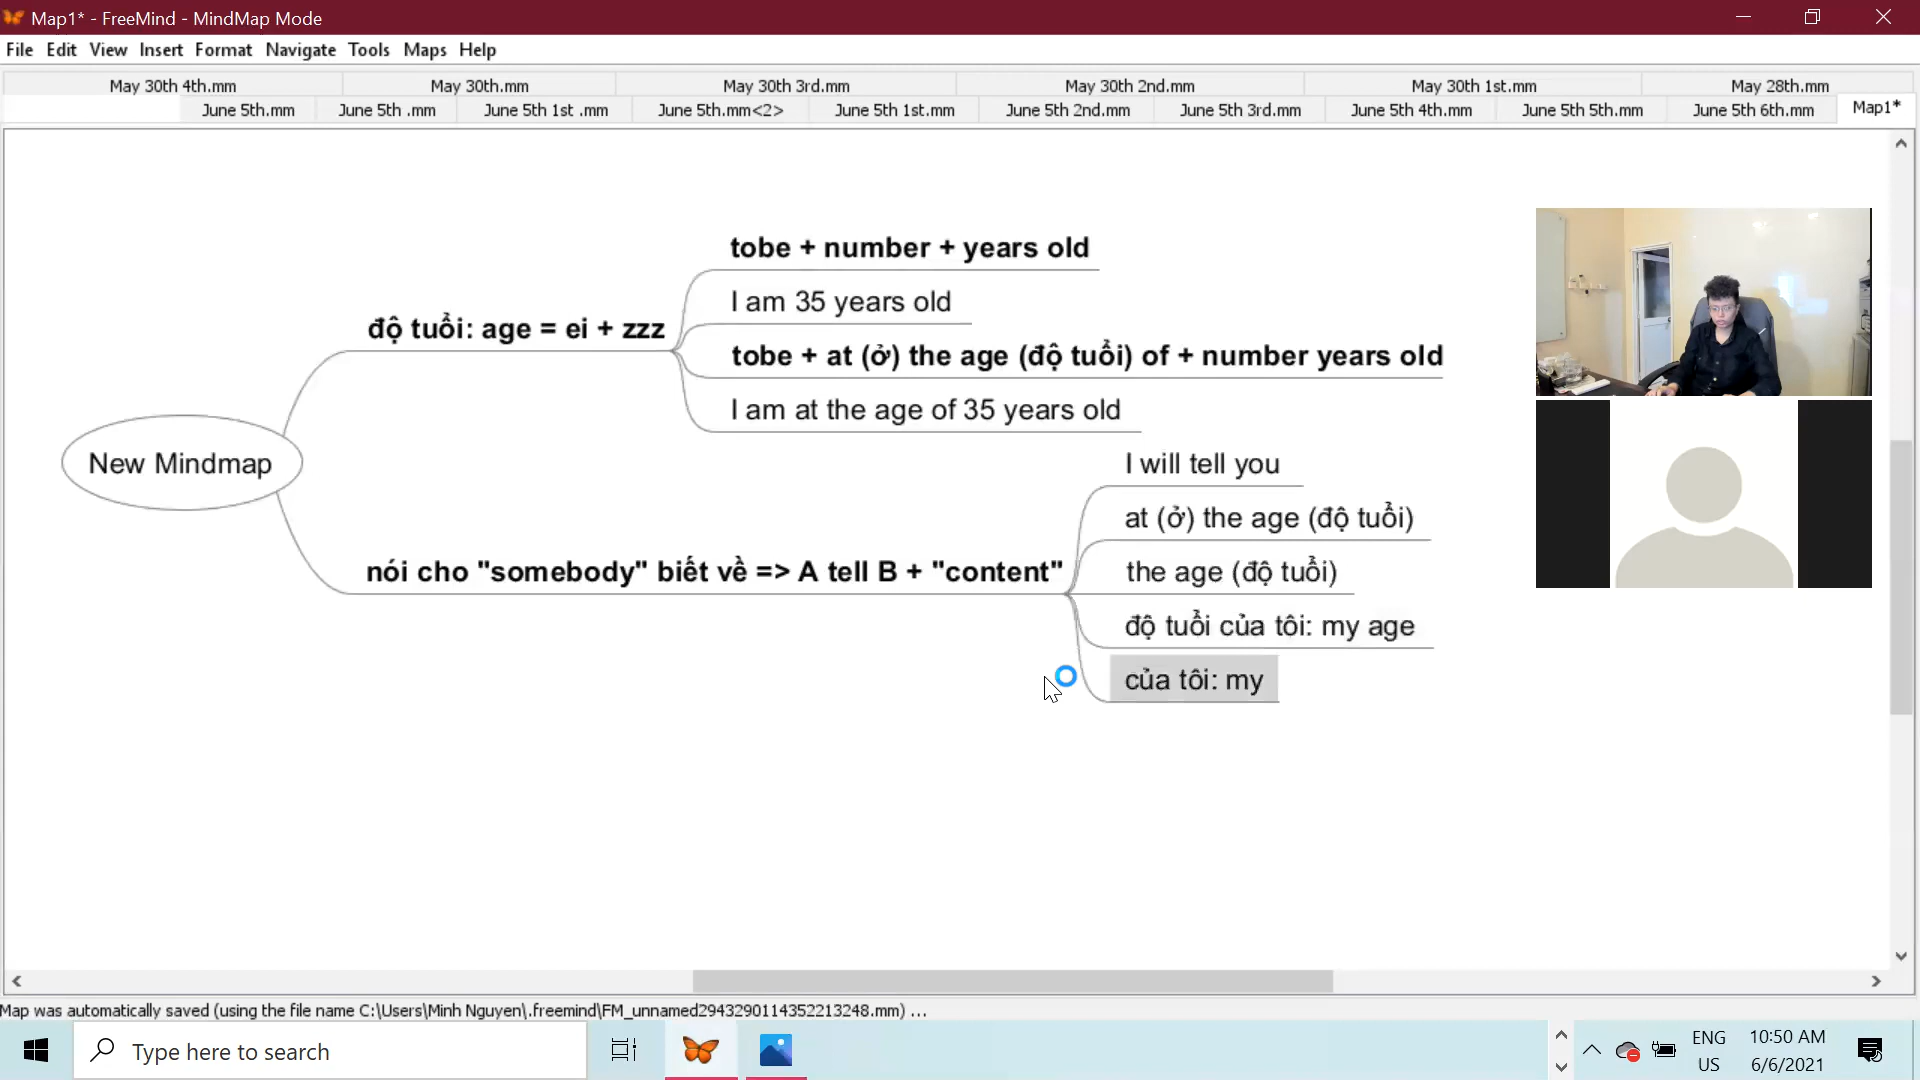 Map1* - FreeMind - MindMap Mode
File Edit View Insert Format Navigate Tools Maps Help
May 30th 4th.mm May 30th.mm May 30th 3rd.mm May 30th 2nd.mm May 30th 1st.mm May 28th.mm
June 5th.mm June 5th .mm June 5th 1st .mm June 5th.mm<2> June 5th 1st.mm June 5th 2nd.mm June 5th 3rd.mm June 5th 4th.mm June 5th 5th.mm June 5th 6th.mm Map1*
New Mindmap
độ tuổi: age = ei + zzz
tobe + number + years old
I am 35 years old
tobe + at (ở) the age (độ tuổi) of + number years old
I am at the age of 35 years old
nói cho "somebody" biết về => A tell B + "content"
I will tell you
at (ở) the age (độ tuổi)
the age (độ tuổi)
độ tuổi của tôi: my age
của tôi: my
Map was automatically saved (using the file name C:\Users\Minh Nguyen\.freemind\FM_unnamed2943290114352213248.mm) ...
Type here to search
ENG
US
10:50 AM
6/6/2021